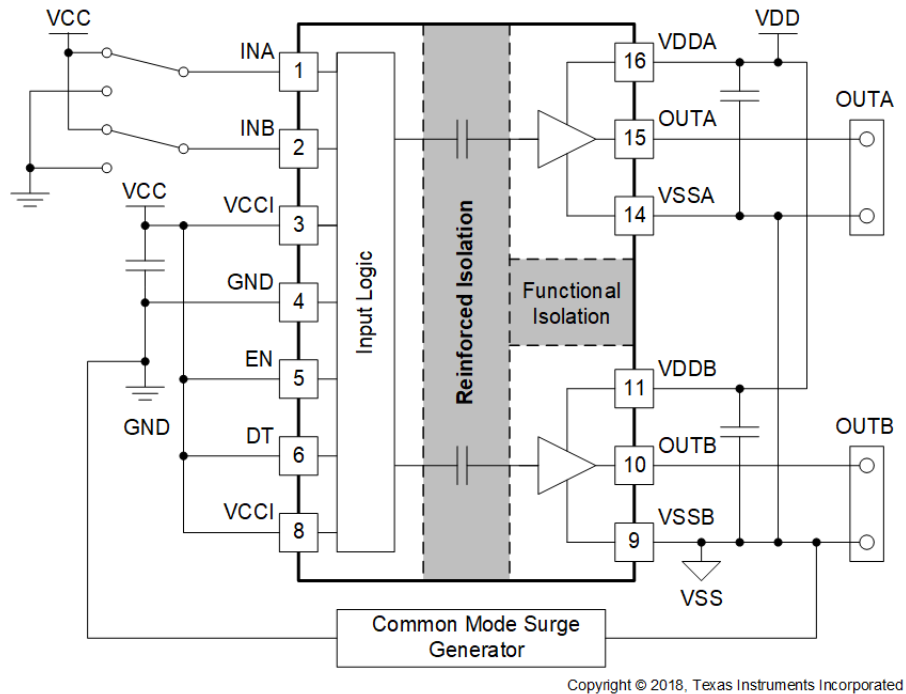 VCC
INA
1
INB
2
VCC
VCCI
3
GND
4
EN
5
GND
DT
6
VCCI
8
Input Logic
Reinforced Isolation
Functional
Isolation
16
VDDA
VDD
15
OUTA
OUTA
14
VSSA
11
VDDB
10
OUTB
OUTB
9
VSSB
VSS
Common Mode Surge
Generator
Copyright © 2018, Texas Instruments Incorporated